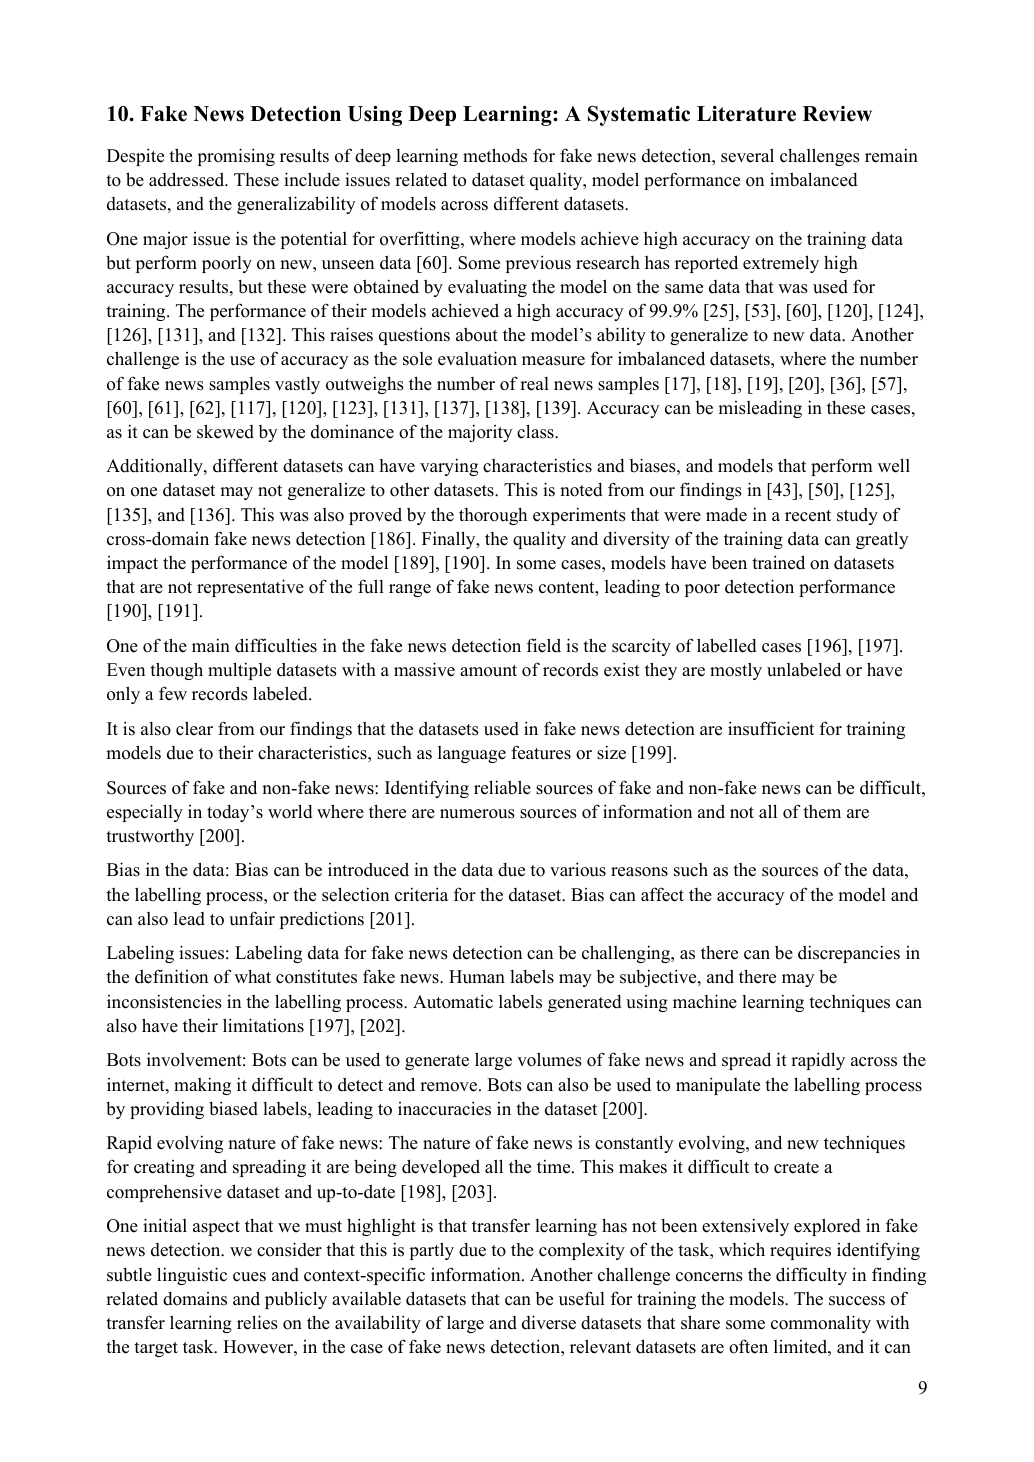 10. Fake News Detection Using Deep Learning: A Systematic Literature Review
Despite the promising results of deep learning methods for fake news detection, several challenges remain
to be addressed. These include issues related to dataset quality, model performance on imbalanced
datasets, and the generalizability of models across different datasets.
One major issue is the potential for overfitting, where models achieve high accuracy on the training data
but perform poorly on new, unseen data [60]. Some previous research has reported extremely high
accuracy results, but these were obtained by evaluating the model on the same data that was used for
training. The performance of their models achieved a high accuracy of 99.9% [25], [53], [60], [120], [124],
[126], [131], and [132]. This raises questions about the model’s ability to generalize to new data. Another
challenge is the use of accuracy as the sole evaluation measure for imbalanced datasets, where the number
of fake news samples vastly outweighs the number of real news samples [17], [18], [19], [20], [36], [57],
[60], [61], [62], [117], [120], [123], [131], [137], [138], [139]. Accuracy can be misleading in these cases,
as it can be skewed by the dominance of the majority class.
Additionally, different datasets can have varying characteristics and biases, and models that perform well
on one dataset may not generalize to other datasets. This is noted from our findings in [43], [50], [125],
[135], and [136]. This was also proved by the thorough experiments that were made in a recent study of
cross-domain fake news detection [186]. Finally, the quality and diversity of the training data can greatly
impact the performance of the model [189], [190]. In some cases, models have been trained on datasets
that are not representative of the full range of fake news content, leading to poor detection performance
[190], [191].
One of the main difficulties in the fake news detection field is the scarcity of labelled cases [196], [197].
Even though multiple datasets with a massive amount of records exist they are mostly unlabeled or have
only a few records labeled.
It is also clear from our findings that the datasets used in fake news detection are insufficient for training
models due to their characteristics, such as language features or size [199].
Sources of fake and non-fake news: Identifying reliable sources of fake and non-fake news can be difficult,
especially in today’s world where there are numerous sources of information and not all of them are
trustworthy [200].
Bias in the data: Bias can be introduced in the data due to various reasons such as the sources of the data,
the labelling process, or the selection criteria for the dataset. Bias can affect the accuracy of the model and
can also lead to unfair predictions [201].
Labeling issues: Labeling data for fake news detection can be challenging, as there can be discrepancies in
the definition of what constitutes fake news. Human labels may be subjective, and there may be
inconsistencies in the labelling process. Automatic labels generated using machine learning techniques can
also have their limitations [197], [202].
Bots involvement: Bots can be used to generate large volumes of fake news and spread it rapidly across the
internet, making it difficult to detect and remove. Bots can also be used to manipulate the labelling process
by providing biased labels, leading to inaccuracies in the dataset [200].
Rapid evolving nature of fake news: The nature of fake news is constantly evolving, and new techniques
for creating and spreading it are being developed all the time. This makes it difficult to create a
comprehensive dataset and up-to-date [198], [203].
One initial aspect that we must highlight is that transfer learning has not been extensively explored in fake
news detection. we consider that this is partly due to the complexity of the task, which requires identifying
subtle linguistic cues and context-specific information. Another challenge concerns the difficulty in finding
related domains and publicly available datasets that can be useful for training the models. The success of
transfer learning relies on the availability of large and diverse datasets that share some commonality with
the target task. However, in the case of fake news detection, relevant datasets are often limited, and it can
9